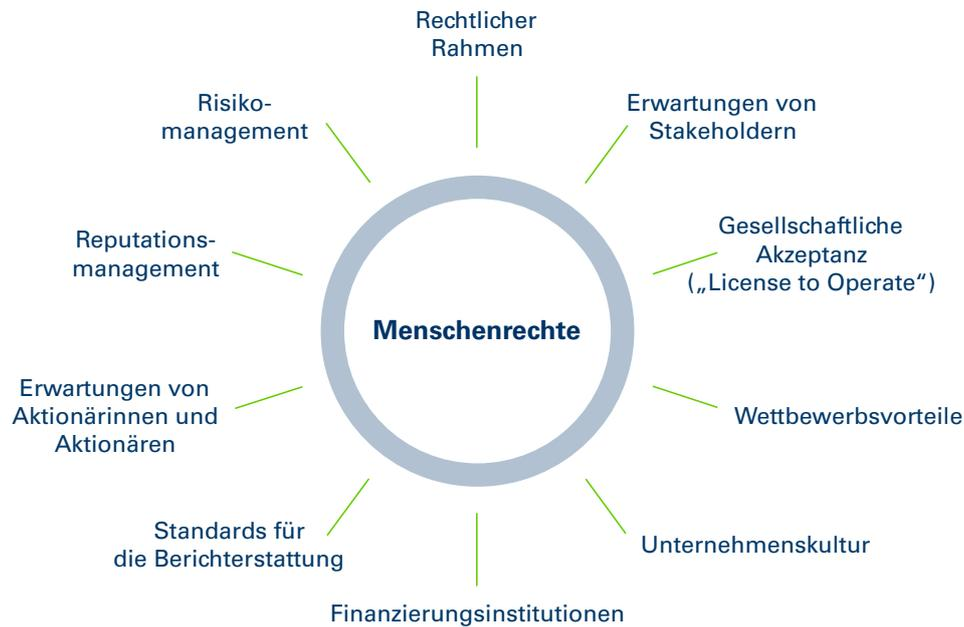 Rechtlicher
Rahmen
Erwartungen von
Stakeholdern
Gesellschaftliche
Akzeptanz
(„License to Operate“)
Wettbewerbsvorteile
Unternehmenskultur
Finanzierungsinstitutionen
Standards für
die Berichterstattung
Erwartungen von
Aktionärinnen und
Aktionären
Reputations-
management
Risiko-
management
Menschenrechte